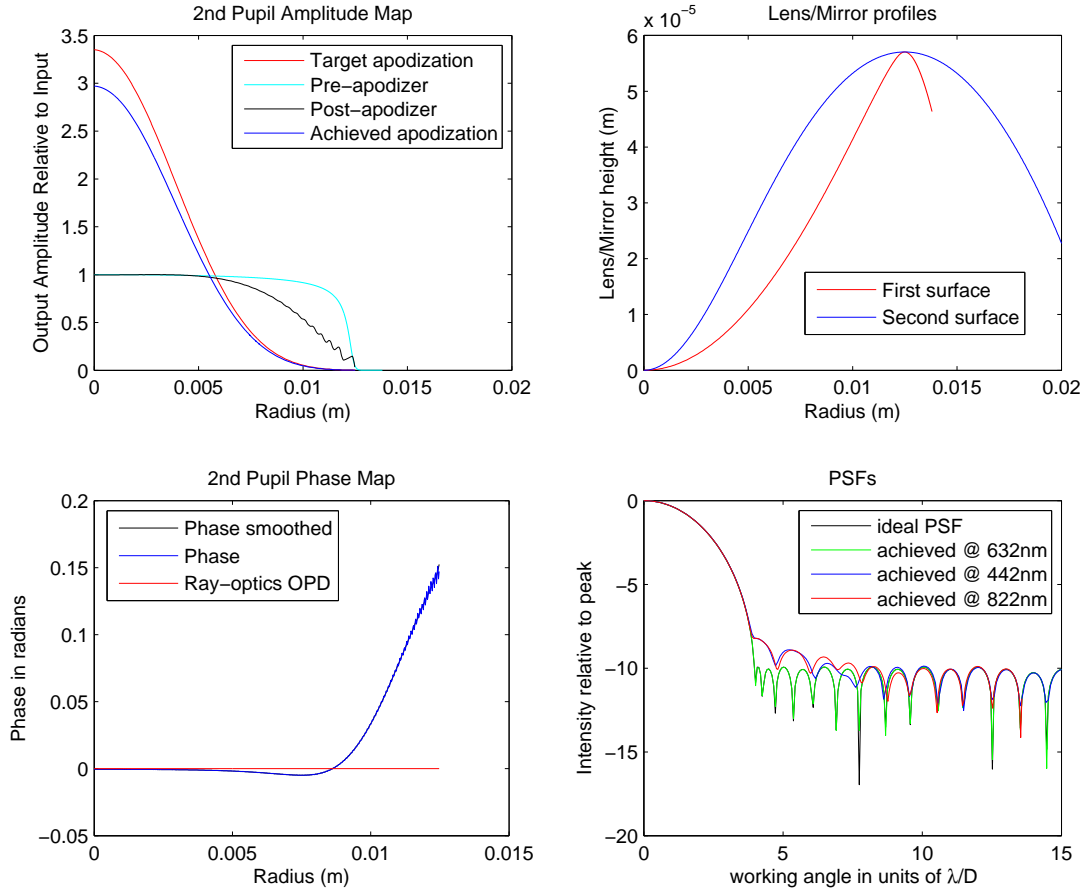 2nd Pupil Amplitude Map
Output Amplitude Relative to Input
3.5
3
2.5
2
1.5
1
0.5
0
Target apodization
Pre−apodizer
Post−apodizer
Achieved apodization
0 0.005 0.01 0.015 0.02
Radius (m)
Lens/Mirror profiles
x 10−5
Lens/Mirror height (m)
6
5
4
3
2
1
0
First surface
Second surface
0 0.005 0.01 0.015 0.02
Radius (m)
2nd Pupil Phase Map
Phase in radians
0.2
0.15
0.1
0.05
0
−0.05
Phase smoothed
Phase
Ray−optics OPD
0 0.005 0.01 0.015
Radius (m)
PSFs
Intensity relative to peak
0
−5
−10
−15
−20
ideal PSF
achieved @ 632nm
achieved @ 442nm
achieved @ 822nm
0 5 10 15
working angle in units of λ/D